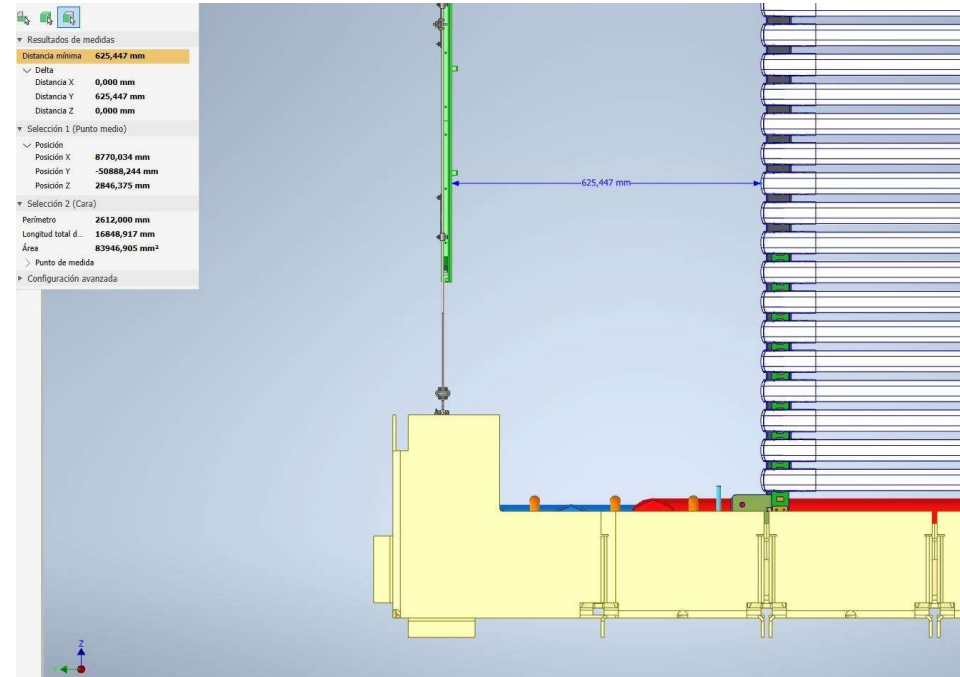 Resultados de medidas
Distancia mínima 625,447 mm
Delta
Distancia X 0,000 mm
Distancia Y 625,447 mm
Distancia Z 0,000 mm
Selección 1 (Punto medio)
Posición
Posición X 8770,034 mm
Posición Y -50888,244 mm
Posición Z 2846,375 mm
Selección 2 (Cara)
Perímetro 2612,000 mm
Longitud total d... 16848,917 mm
Área 83946,905 mm²
Punto de medida
Configuración avanzada
625,447 mm
Z
Y